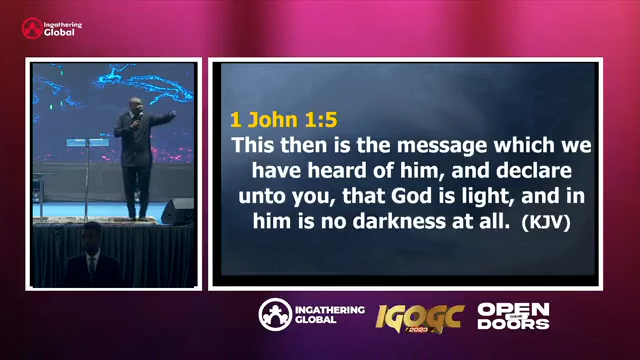 Ingathering
Global
1 John 1:5
This then is the message which we
have heard of him, and declare
unto you, that God is light, and in
him is no darkness at all. (KJV)
INGATHERING
GLOBAL
IGOGC
2023
OPEN
DOORS